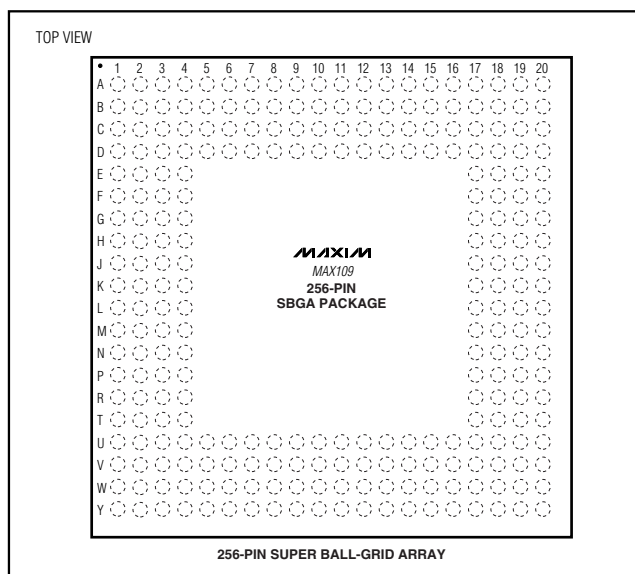 TOP VIEW
1 2 3 4 5 6 7 8 9 10 11 12 13 14 15 16 17 18 19 20
A
B
C
D
E
F
G
H
J
K
L
M
N
P
R
T
U
V
W
Y
MAXIM
MAX109
256-PIN
SBGA PACKAGE
256-PIN SUPER BALL-GRID ARRAY